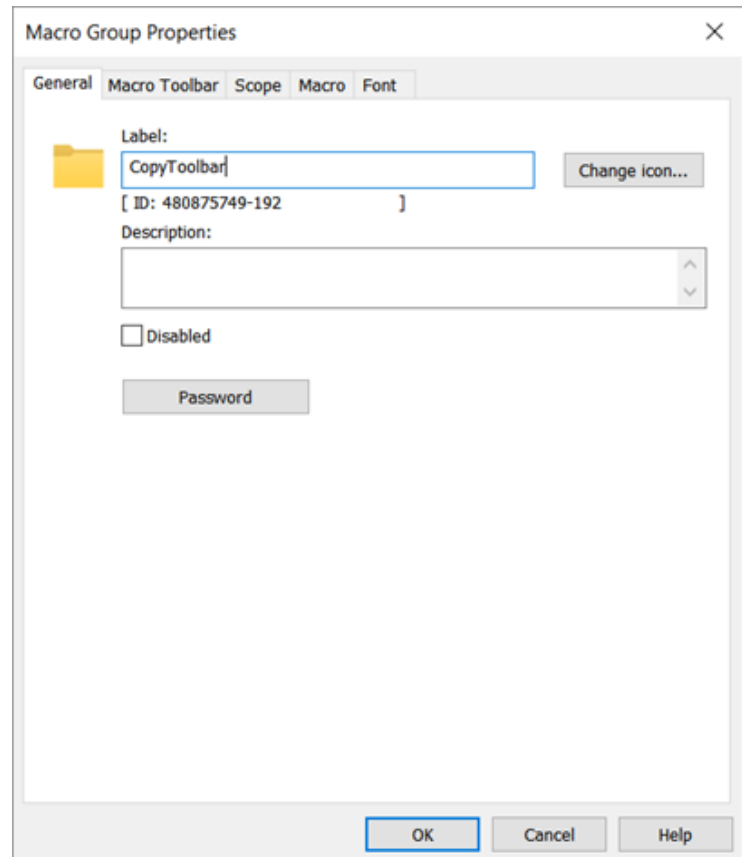 Macro Group Properties
General Macro Toolbar Scope Macro Font
Label:
CopyToolbar
Change icon...
[ ID: 480875749-192 ]
Description:
Disabled
Password
OK Cancel Help